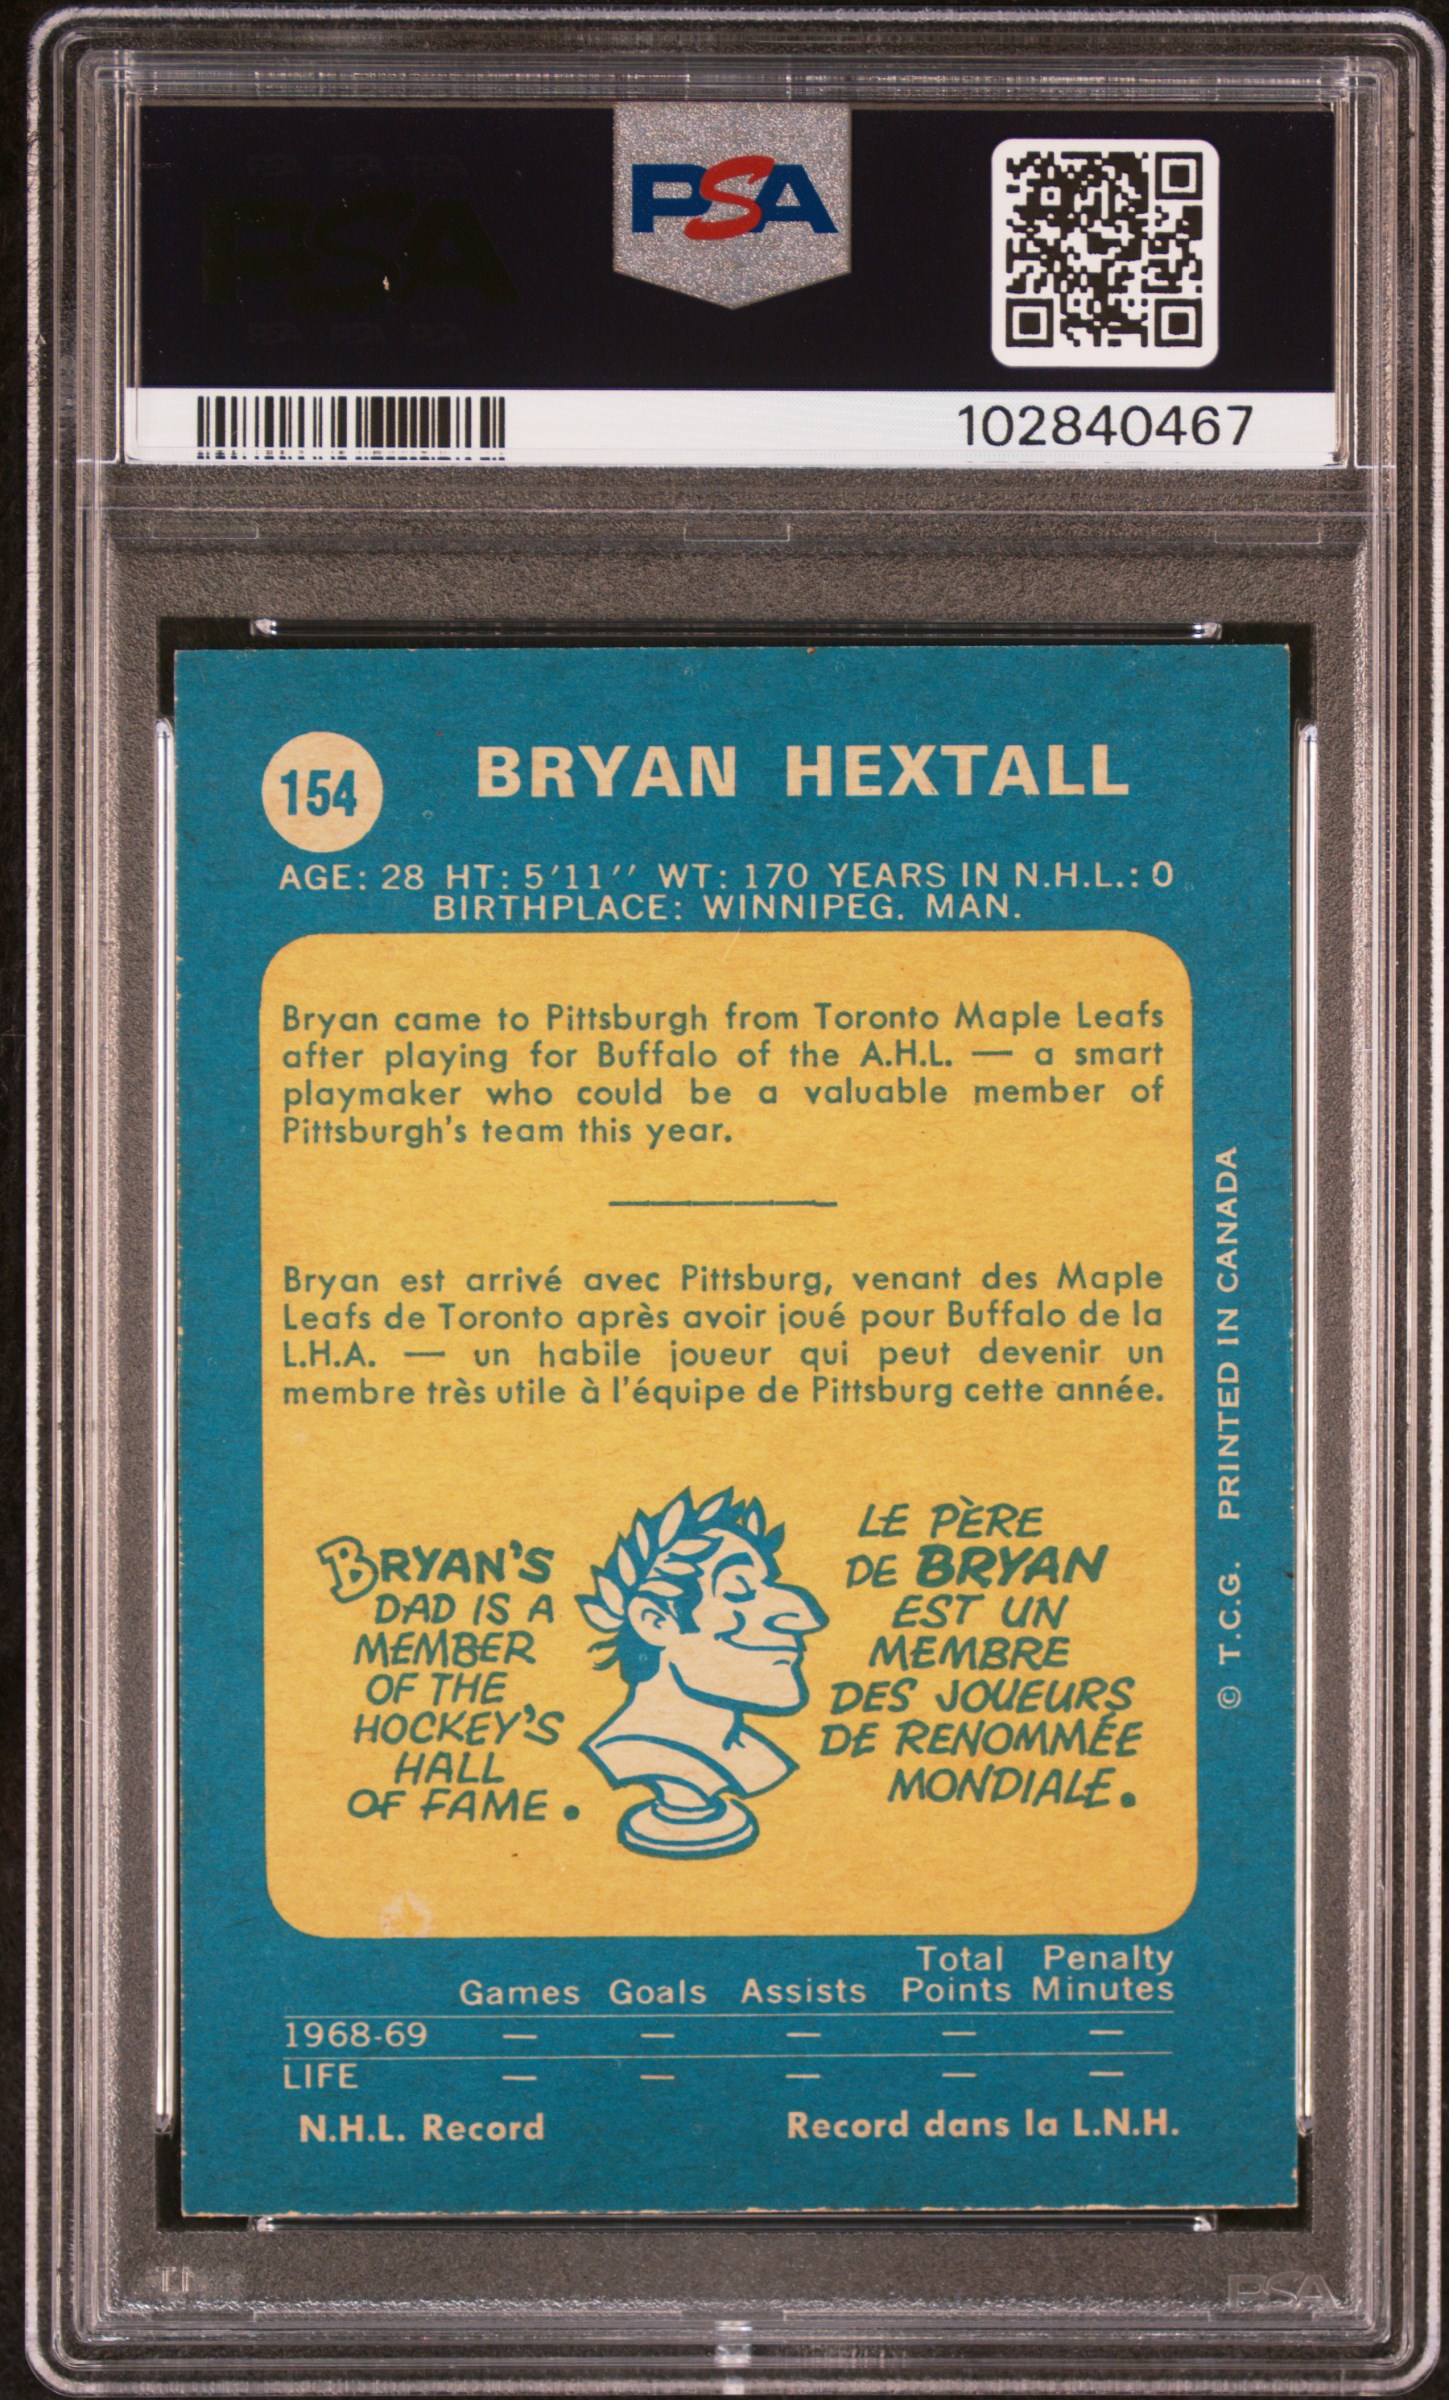 PSA
102840467
154
BRYAN HEXTALL
AGE: 28 HT: 5'11'' WT: 170 YEARS IN N.H.L.: 0
BIRTHPLACE: WINNIPEG. MAN.
Bryan came to Pittsburgh from Toronto Maple Leafs
after playing for Buffalo of the A.H.L. — a smart
playmaker who could be a valuable member of
Pittsburgh's team this year.
Bryan est arrivé avec Pittsburg, venant des Maple
Leafs de Toronto après avoir joué pour Buffalo de la
L.H.A. — un habile joueur qui peut devenir un
membre très utile à l'équipe de Pittsburg cette année.
BRYAN'S
DAD IS A
MEMBER
OF THE
HOCKEY'S
HALL
OF FAME.
LE PÈRE
DE BRYAN
EST UN
MEMBRE
DES JOUEURS
DE RENOMMÉE
MONDIALE.
© T.C.G. PRINTED IN CANADA
Games Goals Assists Total Points Penalty Minutes
1968-69 — — — — —
LIFE — — — — —
N.H.L. Record Record dans la L.N.H.
PSA